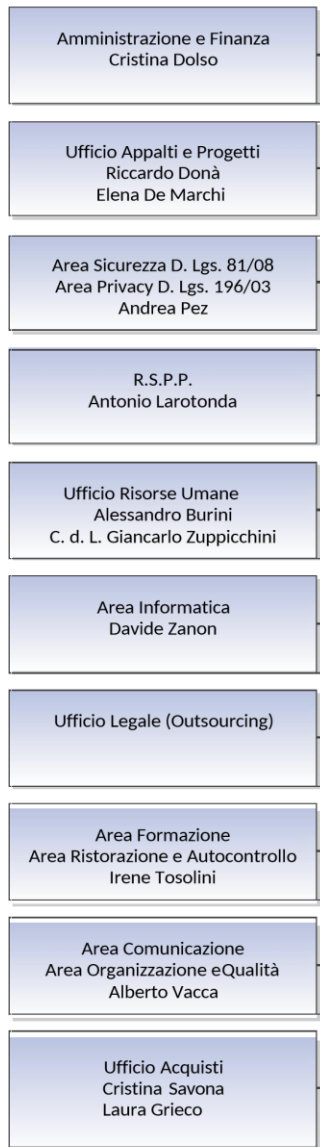 Amministrazione e Finanza
Cristina Dolso
Ufficio Appalti e Progetti
Riccardo Donà
Elena De Marchi
Area Sicurezza D. Lgs. 81/08
Area Privacy D. Lgs. 196/03
Andrea Pez
R.S.P.P.
Antonio Larotonda
Ufficio Risorse Umane
Alessandro Burini
C. d. L. Giancarlo Zuppicchini
Area Informatica
Davide Zanon
Ufficio Legale (Outsourcing)
Area Formazione
Area Ristorazione e Autocontrollo
Irene Tosolini
Area Comunicazione
Area Organizzazione eQualità
Alberto Vacca
Ufficio Acquisti
Cristina Savona
Laura Grieco